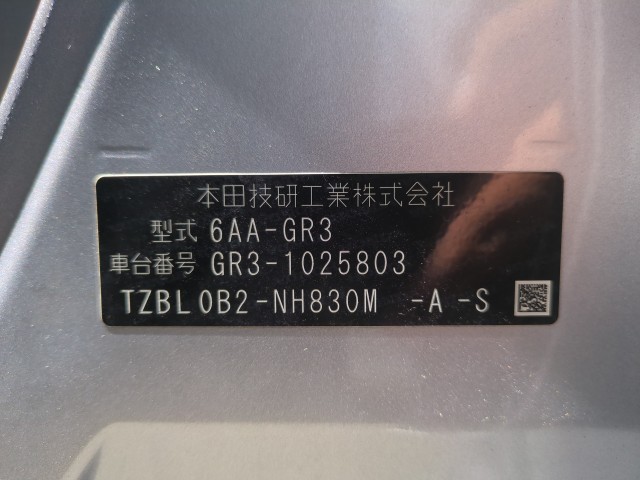 本田技研工業株式会社
型式 6AA-GR3
車台番号 GR3-1025803
TZBL0B2-NH830M -A -S